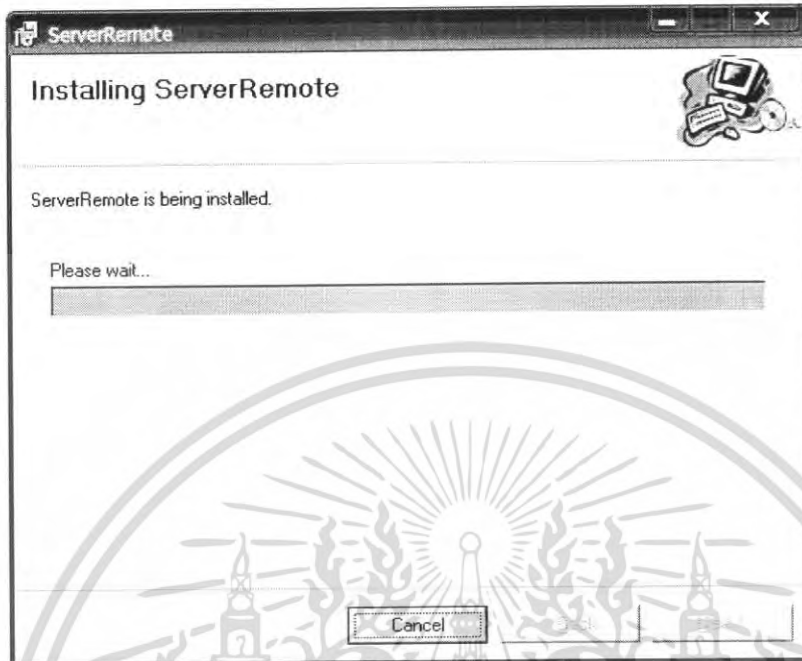 ServerRemote
Installing ServerRemote
ServerRemote is being installed.
Please wait...
Cancel